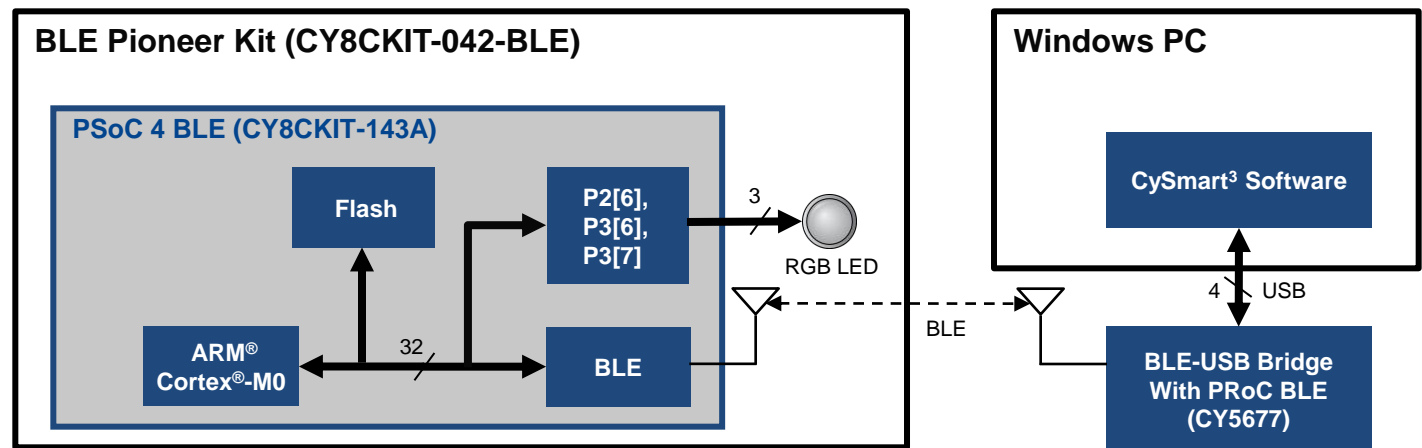 BLE Pioneer Kit (CY8CKIT-042-BLE)
PSoC 4 BLE (CY8CKIT-143A)
Flash
P2[6],
P3[6],
P3[7]
3
RGB LED
ARM®
Cortex®-M0
32
BLE
BLE
Windows PC
CySmart³ Software
4
USB
BLE-USB Bridge
With PRoC BLE
(CY5677)